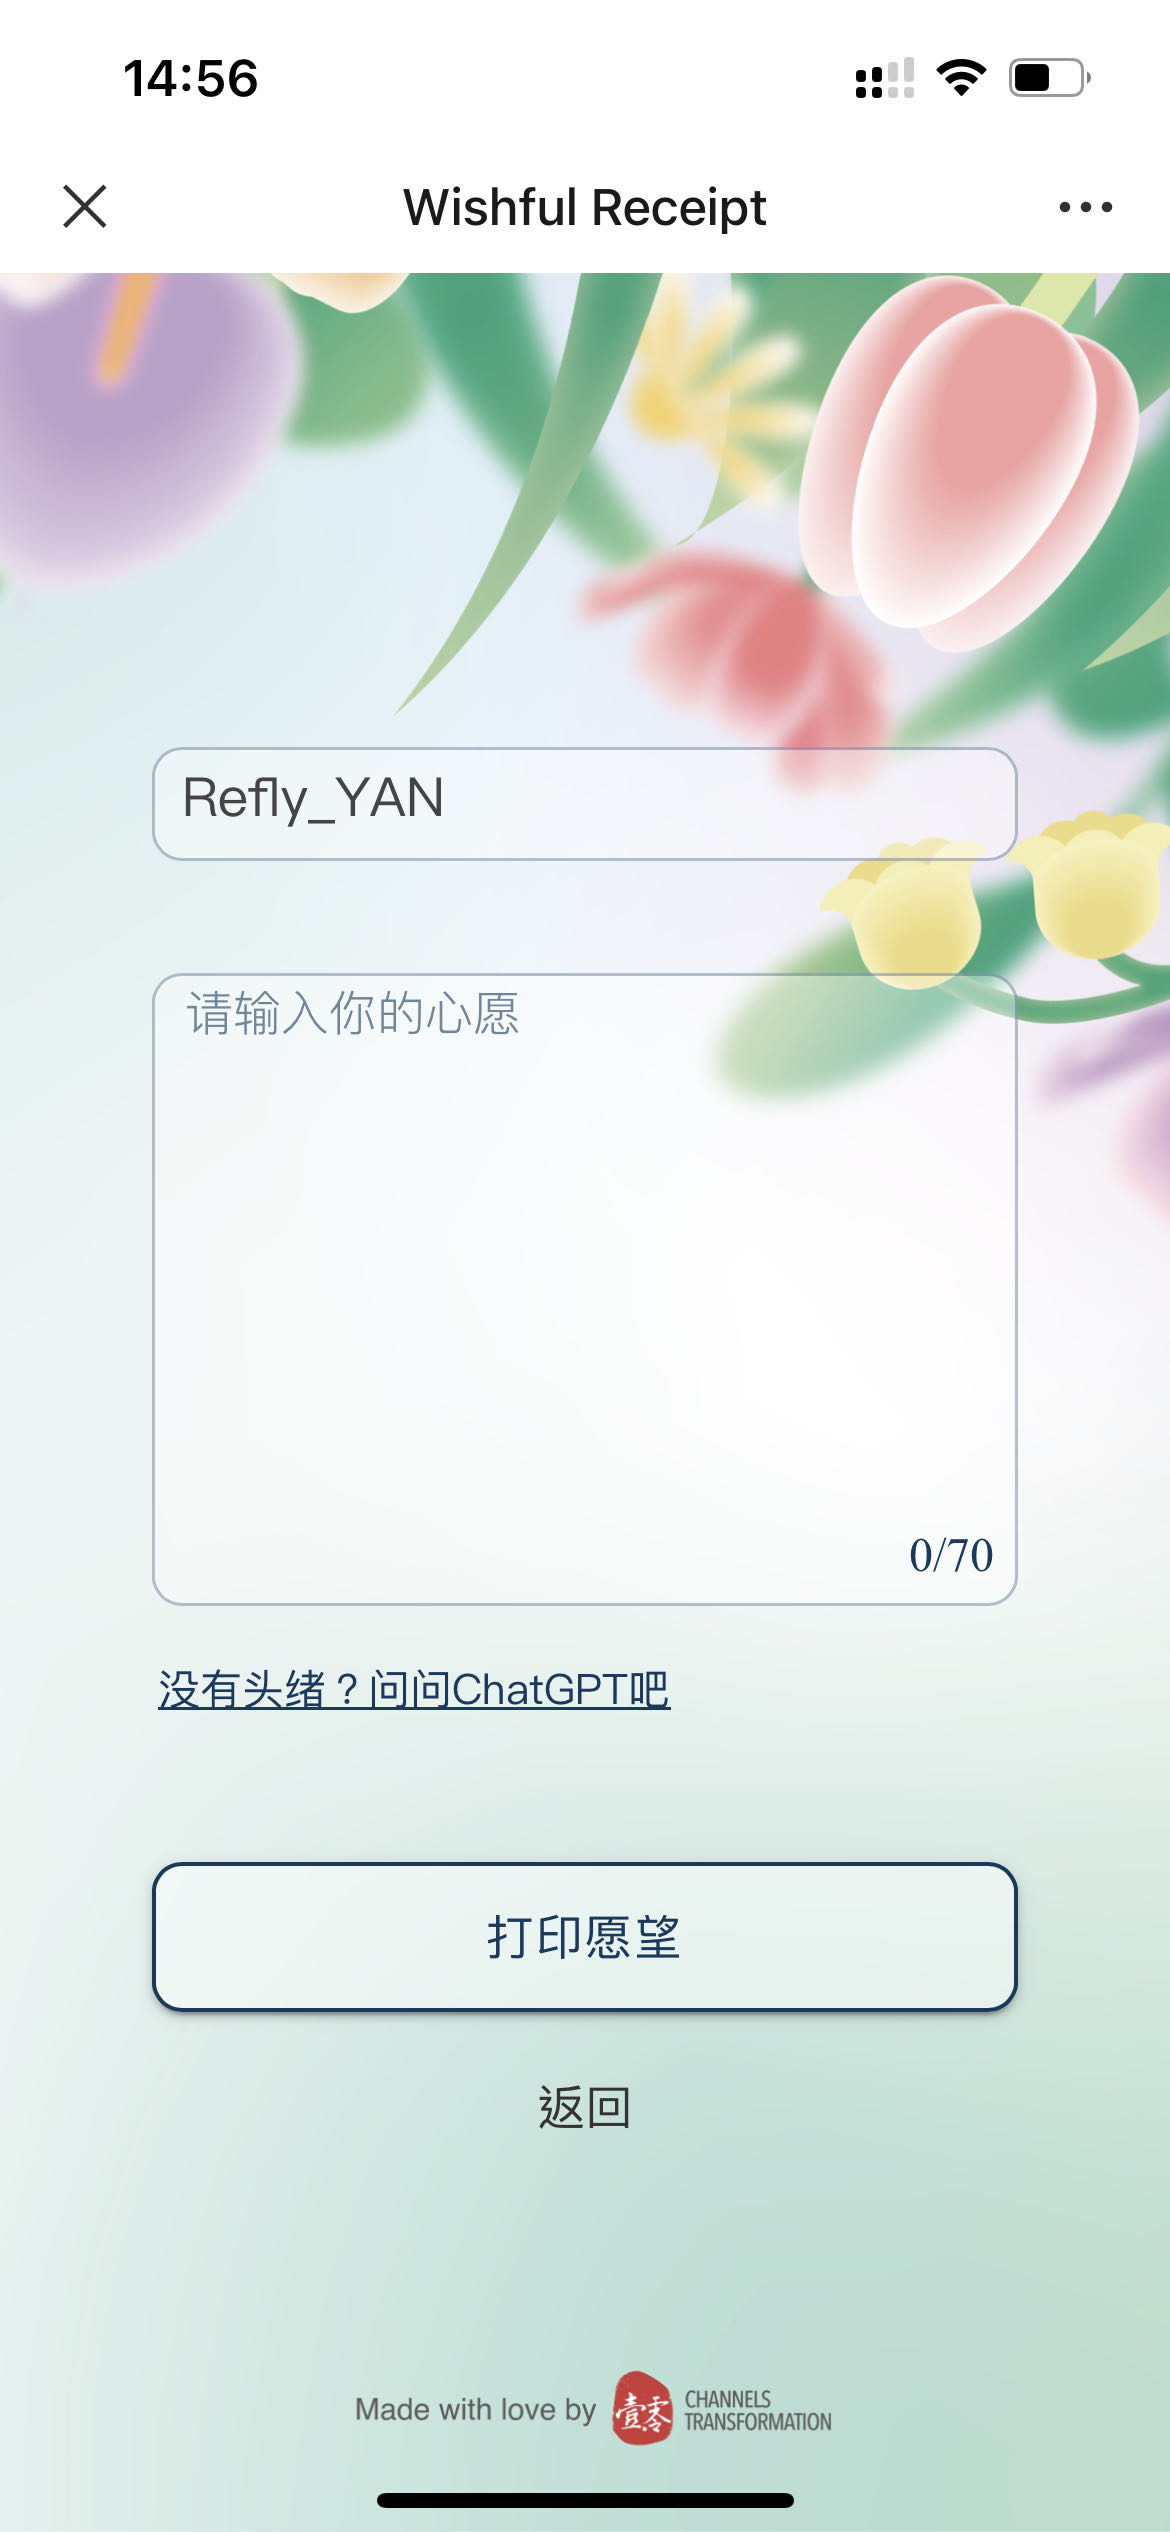 14:56
Wishful Receipt
Refly_YAN
请输入你的心愿
0/70
没有头绪？问问ChatGPT吧
打印愿望
返回
Made with love by 壹零 CHANNELS
TRANSFORMATION